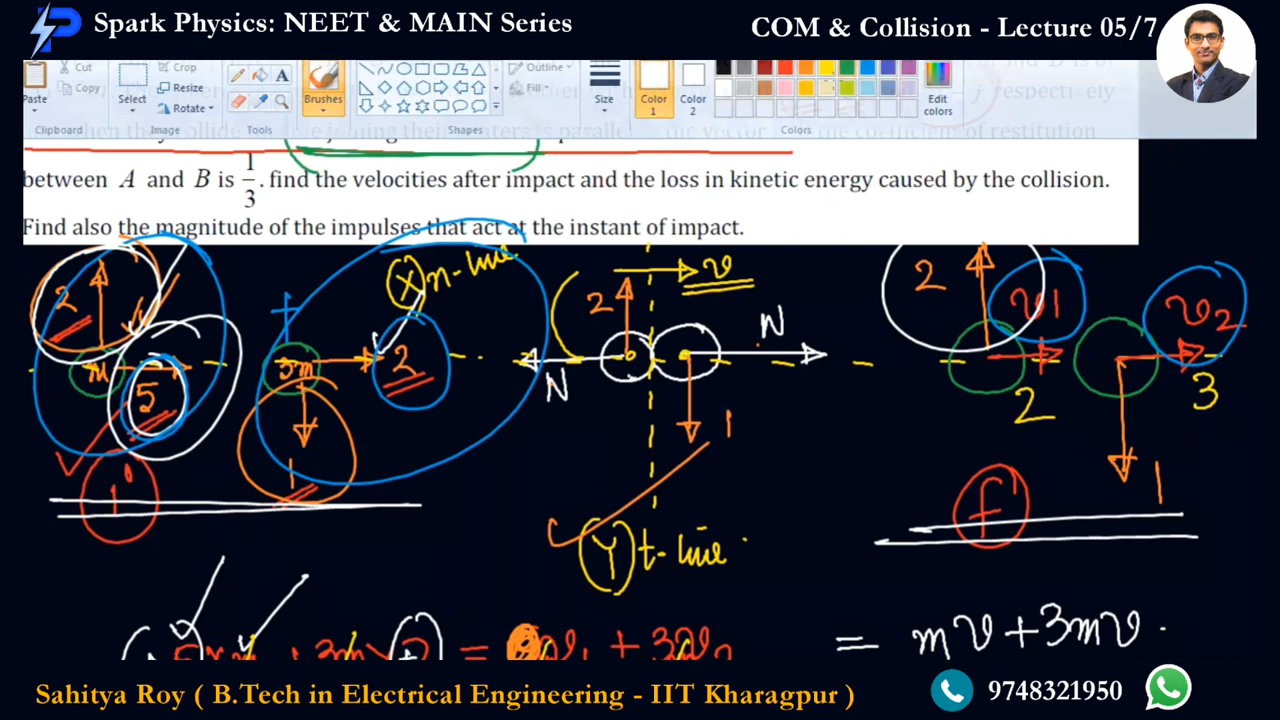 Spark Physics: NEET & MAIN Series
COM & Collision - Lecture 05/7
Cut
Copy
Paste
Clipboard
Select
Crop
Resize
Rotate
Image
Tools
Brushes
Shapes
Outline
Fill
Size
Color 1
Color 2
Colors
Edit colors
respectively
of restitution
between A and B is 1/3. find the velocities after impact and the loss in kinetic energy caused by the collision.
Find also the magnitude of the impulses that act at the instant of impact.
2
m
5
i
3m
2
1
X n-line
v
2
N
N
1
Y t-line
2
v1
v2
2
3
1
f
= mv + 3mv
Sahitya Roy ( B.Tech in Electrical Engineering - IIT Kharagpur )
9748321950